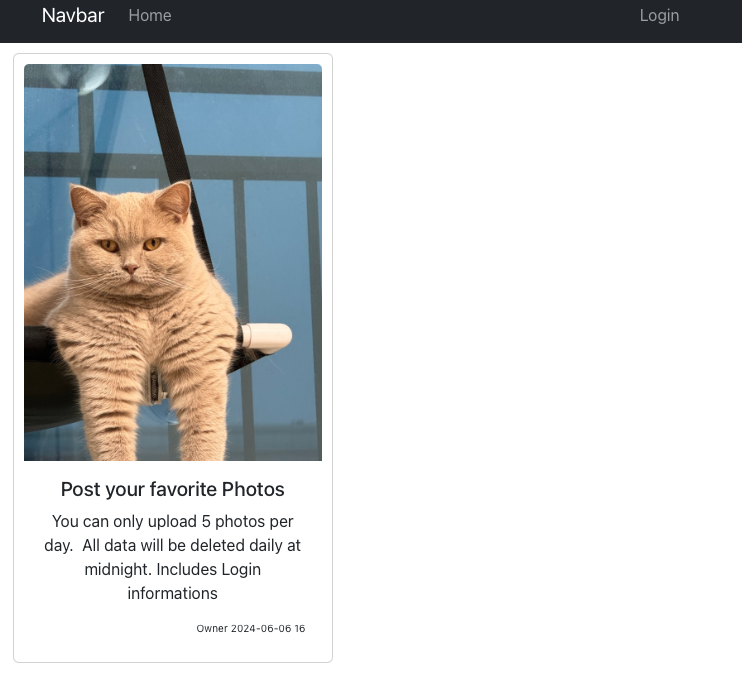 Navbar Home Login
Post your favorite Photos
You can only upload 5 photos per
day.  All data will be deleted daily at
midnight. Includes Login
informations
Owner 2024-06-06 16